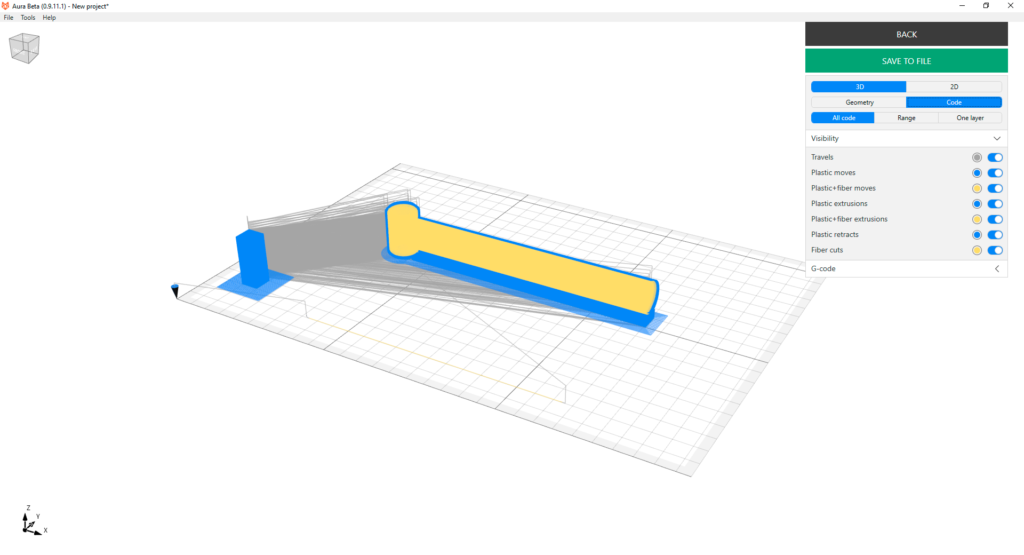 Aura Beta (0.9.11.1) - New project*
File Tools Help
BACK
SAVE TO FILE
3D 2D
Geometry Code
All code Range One layer
Visibility
Travels
Plastic moves
Plastic+fiber moves
Plastic extrusions
Plastic+fiber extrusions
Plastic retracts
Fiber cuts
G-code
Z
Y
X